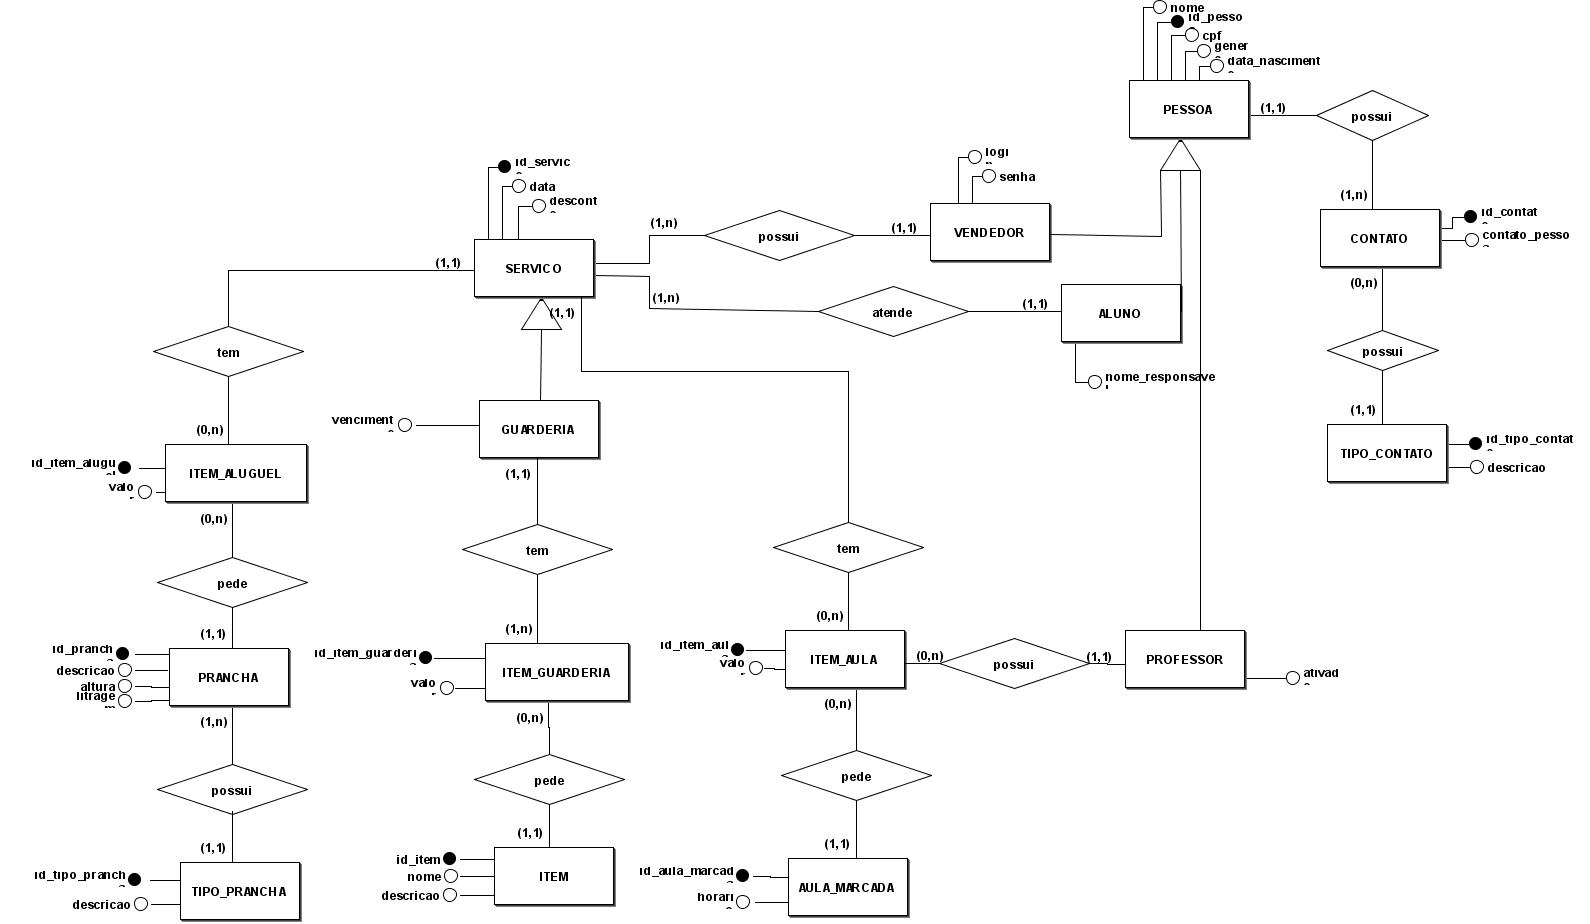 nome
id_pesso
cpf
gener
data_nasciment
PESSOA
(1,1)
possui
(1,n)
CONTATO
id_contat
contato_pesso
(0,n)
possui
(1,1)
TIPO_CONTATO
id_tipo_contat
descricao
id_servic
data
descont
SERVICO
(1,1)
(1,n)
possui
(1,1)
VENDEDOR
logi
senha
(1,n)
atende
(1,1)
ALUNO
nome_responsave
(1,1)
tem
(0,n)
ITEM_ALUGUEL
id_item_alugu
valo
(0,n)
pede
(1,1)
PRANCHA
id_pranch
descricao
altura
litrage
(1,n)
possui
(1,1)
TIPO_PRANCHA
id_tipo_pranch
descricao
venciment
GUARDERIA
(1,1)
tem
(1,n)
ITEM_GUARDERIA
id_item_guarderi
valo
(0,n)
pede
(1,1)
ITEM
id_item
nome
descricao
tem
(0,n)
ITEM_AULA
id_item_aul
valo
(0,n)
possui
(1,1)
PROFESSOR
ativad
(0,n)
pede
(1,1)
AULA_MARCADA
id_aula_marcad
horari